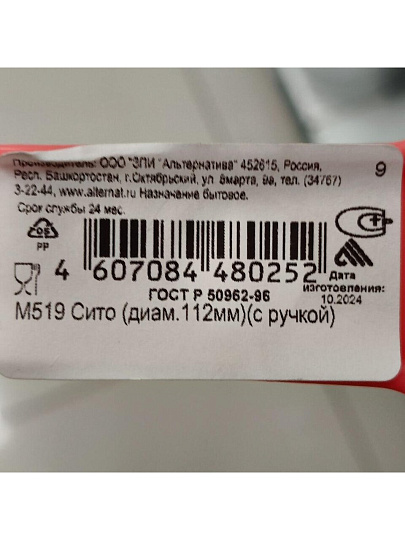 Производитель: ООО "ЗПИ "Альтернатива" 452615, Россия,
Респ. Башкортостан, г.Октябрьский, ул. 8марта, 9а, тел. (34767)
3-22-44, www.alternat.ru Назначение бытовое.
Срок службы 24 мес.
9
05
PP
4 607084 480252
Дата
изготовления:
10.2024
ГОСТ Р 50962-96
М519 Сито (диам.112мм)(с ручкой)